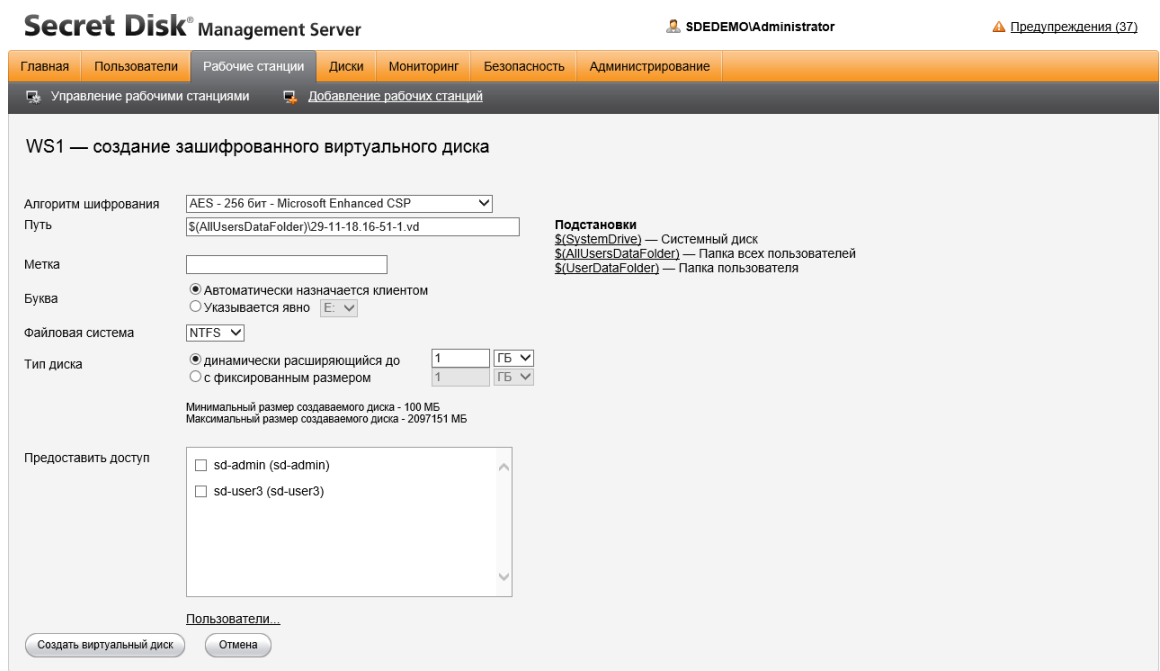 Secret Disk® Management Server
SDEDEMO\Administrator
Предупреждения (37)
Главная Пользователи Рабочие станции Диски Мониторинг Безопасность Администрирование
Управление рабочими станциями Добавление рабочих станций
WS1 — создание зашифрованного виртуального диска
Алгоритм шифрования AES - 256 бит - Microsoft Enhanced CSP
Путь $(AllUsersDataFolder)\29-11-18.16-51-1.vd
Подстановки
$(SystemDrive) — Системный диск
$(AllUsersDataFolder) — Папка всех пользователей
$(UserDataFolder) — Папка пользователя
Метка
Буква
Автоматически назначается клиентом
Указывается явно E:
Файловая система NTFS
Тип диска
динамически расширяющийся до 1 ГБ
с фиксированным размером 1 ГБ
Минимальный размер создаваемого диска - 100 МБ
Максимальный размер создаваемого диска - 2097151 МБ
Предоставить доступ
sd-admin (sd-admin)
sd-user3 (sd-user3)
Пользователи...
Создать виртуальный диск Отмена